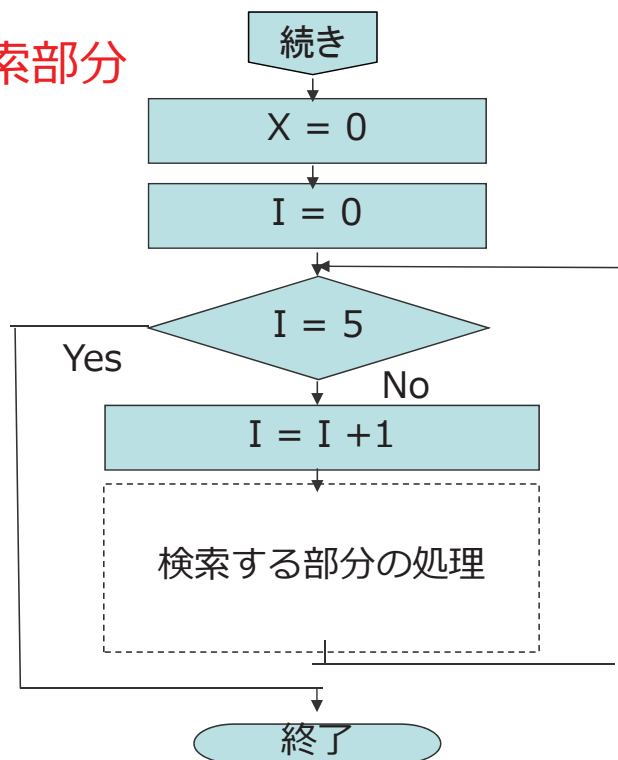 続き
索部分
X = 0
I = 0
I = 5
Yes
No
I = I +1
検索する部分の処理
終了